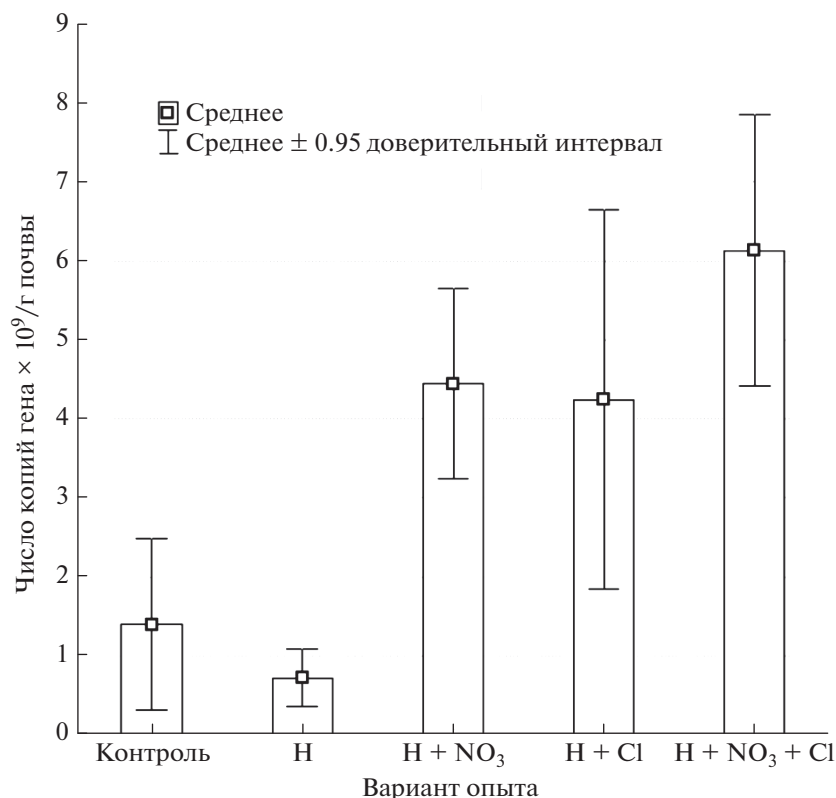 9
8
Среднее
Среднее ± 0.95 доверительный интервал
7
6
5
4
3
2
1
0
Число копий гена × 10⁹/г почвы
Контроль H H + NO₃ H + Cl H + NO₃ + Cl
Вариант опыта